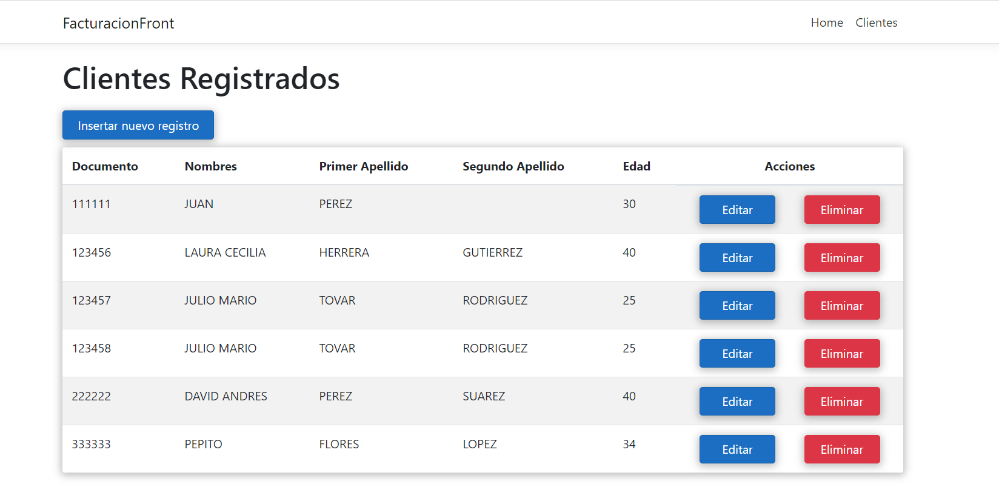 FacturacionFront Home Clientes
Clientes Registrados
Insertar nuevo registro
Documento Nombres Primer Apellido Segundo Apellido Edad Acciones
111111 JUAN PEREZ 30 Editar Eliminar
123456 LAURA CECILIA HERRERA GUTIERREZ 40 Editar Eliminar
123457 JULIO MARIO TOVAR RODRIGUEZ 25 Editar Eliminar
123458 JULIO MARIO TOVAR RODRIGUEZ 25 Editar Eliminar
222222 DAVID ANDRES PEREZ SUAREZ 40 Editar Eliminar
333333 PEPITO FLORES LOPEZ 34 Editar Eliminar